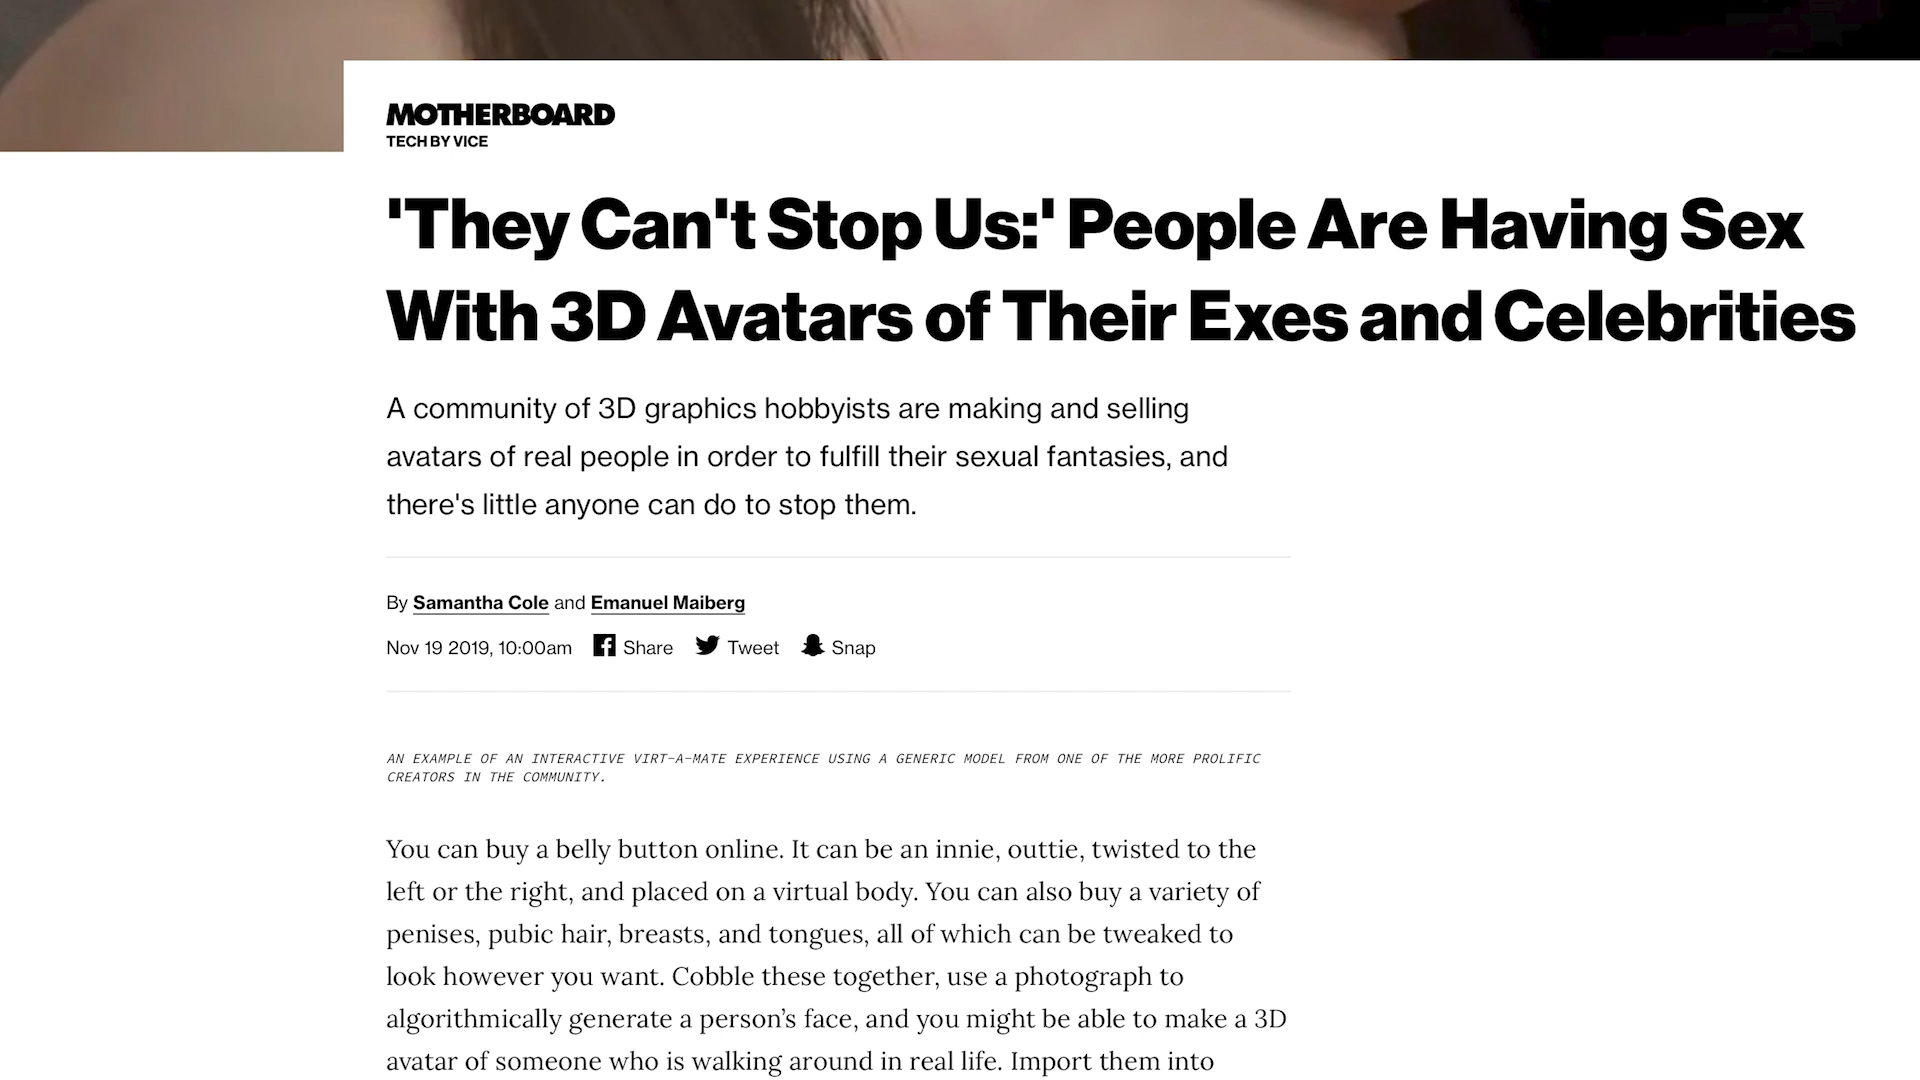 MOTHERBOARD
TECH BY VICE
'They Can't Stop Us:' People Are Having Sex
With 3D Avatars of Their Exes and Celebrities
A community of 3D graphics hobbyists are making and selling
avatars of real people in order to fulfill their sexual fantasies, and
there's little anyone can do to stop them.
By Samantha Cole and Emanuel Maiberg
Nov 19 2019, 10:00am Share Tweet Snap
AN EXAMPLE OF AN INTERACTIVE VIRT-A-MATE EXPERIENCE USING A GENERIC MODEL FROM ONE OF THE MORE PROLIFIC
CREATORS IN THE COMMUNITY.
You can buy a belly button online. It can be an innie, outtie, twisted to the
left or the right, and placed on a virtual body. You can also buy a variety of
penises, pubic hair, breasts, and tongues, all of which can be tweaked to
look however you want. Cobble these together, use a photograph to
algorithmically generate a person’s face, and you might be able to make a 3D
avatar of someone who is walking around in real life. Import them into